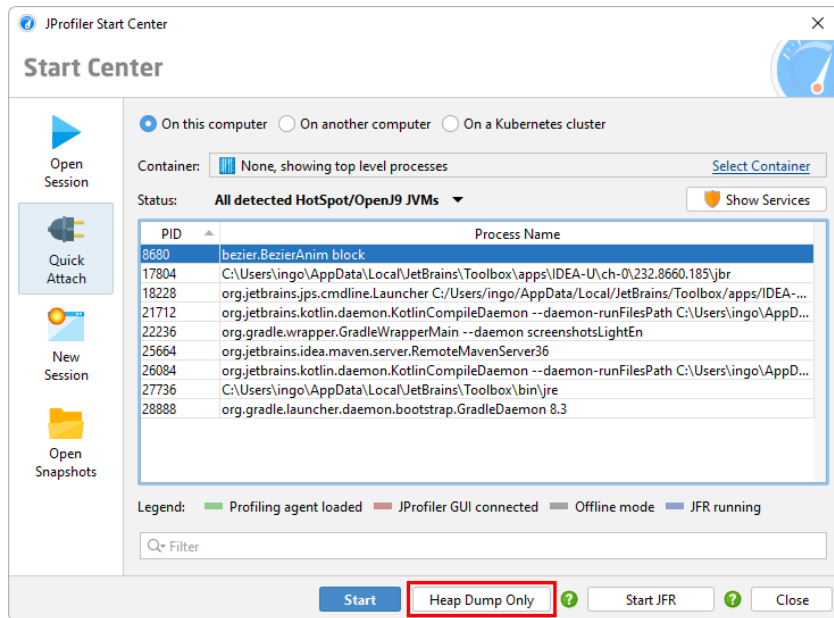 JProfiler Start Center
Start Center
Open Session
Quick Attach
New Session
Open Snapshots
On this computer On another computer On a Kubernetes cluster
Container: None, showing top level processes Select Container
Status: All detected HotSpot/OpenJ9 JVMs Show Services
PID Process Name
8680 bezier.BezierAnim block
17804 C:\Users\ingo\AppData\Local\JetBrains\Toolbox\apps\IDEA-U\ch-0\232.8660.185\jbr
18228 org.jetbrains.jps.cmdline.Launcher C:/Users/ingo/AppData/Local/JetBrains/Toolbox/apps/IDEA-...
21712 org.jetbrains.kotlin.daemon.KotlinCompileDaemon --daemon-runFilesPath C:\Users\ingo\AppD...
22236 org.gradle.wrapper.GradleWrapperMain --daemon screenshotsLightEn
25664 org.jetbrains.idea.maven.server.RemoteMavenServer36
26084 org.jetbrains.kotlin.daemon.KotlinCompileDaemon --daemon-runFilesPath C:\Users\ingo\AppD...
27736 C:\Users\ingo\AppData\Local\JetBrains\Toolbox\bin\jre
28888 org.gradle.launcher.daemon.bootstrap.GradleDaemon 8.3
Legend: Profiling agent loaded JProfiler GUI connected Offline mode JFR running
Filter
Start Heap Dump Only ? Start JFR ? Close